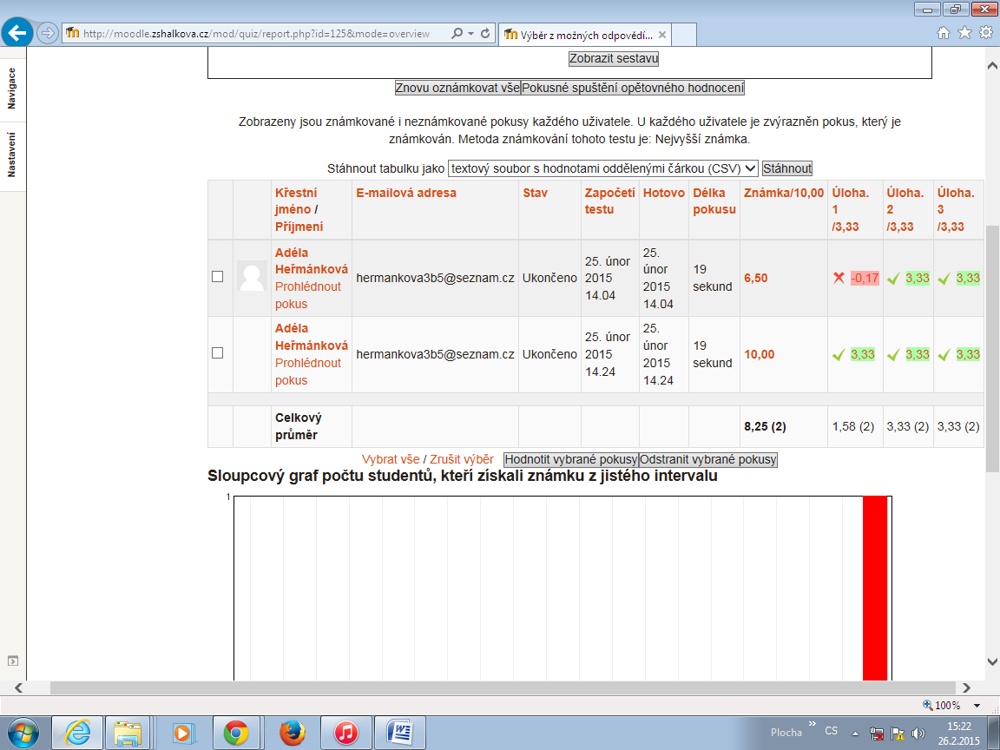 http://moodle.zshalkova.cz/mod/quiz/report.php?id=125&mode=overview
Výběr z možných odpovědí...
Navigace
Nastavení
Zobrazit sestavu
Znovu oznámkovat vše Pokusné spuštění opětovného hodnocení
Zobrazeny jsou známkované i neznámkované pokusy každého uživatele. U každého uživatele je zvýrazněn pokus, který je
známkován. Metoda známkování tohoto testu je: Nejvyšší známka.
Stáhnout tabulku jako textový soubor s hodnotami oddělenými čárkou (CSV) Stáhnout
Křestní jméno / Příjmení E-mailová adresa Stav Započetí testu Hotovo Délka pokusu Známka/10,00 Úloha. 1 /3,33 Úloha. 2 /3,33 Úloha. 3 /3,33
Adéla Heřmánková Prohlédnout pokus hermankova3b5@seznam.cz Ukončeno 25. únor 2015 14.04 25. únor 2015 14.04 19 sekund 6,50 -0,17 3,33 3,33
Adéla Heřmánková Prohlédnout pokus hermankova3b5@seznam.cz Ukončeno 25. únor 2015 14.24 25. únor 2015 14.24 19 sekund 10,00 3,33 3,33 3,33
Celkový průměr 8,25 (2) 1,58 (2) 3,33 (2) 3,33 (2)
Vybrat vše / Zrušit výběr Hodnotit vybrané pokusy Odstranit vybrané pokusy
Sloupcový graf počtu studentů, kteří získali známku z jistého intervalu
1
100%
Plocha
CS
15:22
26.2.2015